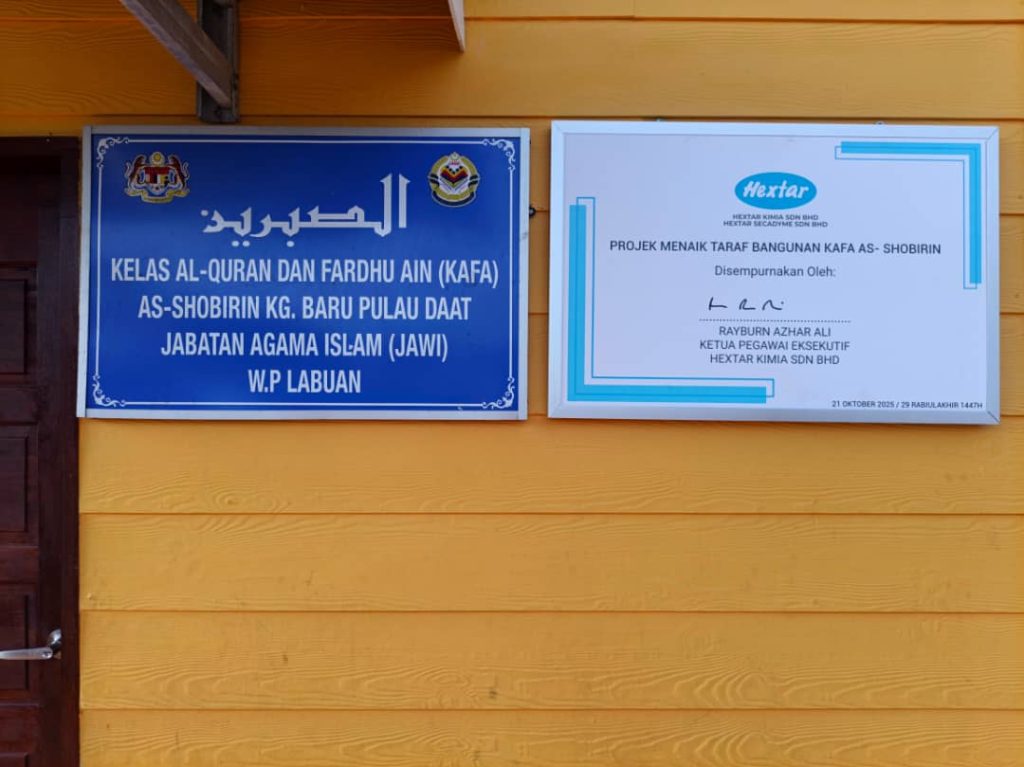 الصبرين
KELAS AL-QURAN DAN FARDHU AIN (KAFA)
AS-SHOBIRIN KG. BARU PULAU DAAT
JABATAN AGAMA ISLAM (JAWI)
W.P LABUAN
Hextar
HEXTAR KIMIA SDN BHD
HEXTAR SECADYME SDN BHD
PROJEK MENAIK TARAF BANGUNAN KAFA AS- SHOBIRIN
Disempurnakan Oleh:
RAYBURN AZHAR ALI
KETUA PEGAWAI EKSEKUTIF
HEXTAR KIMIA SDN BHD
21 OKTOBER 2025 / 29 RABIULAKHIR 1447H